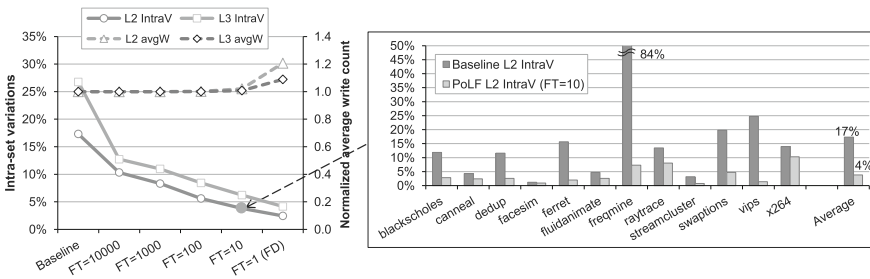 L2 IntraV
L3 IntraV
L2 avgW
L3 avgW
35%
30%
25%
20%
15%
10%
5%
0%
Intra-set variations
1.4
1.2
1.0
0.8
0.6
0.4
0.2
0.0
Normalized average write count
Baseline
FT=10000
FT=1000
FT=100
FT=10
FT=1 (FD)
50%
45%
40%
35%
30%
25%
20%
15%
10%
5%
0%
Baseline L2 IntraV
PoLF L2 IntraV (FT=10)
84%
17%
4%
blackscholes
canneal
dedup
facesim
ferret
fluidanimate
freqmine
raytrace
streamcluster
swaptions
vips
x264
Average